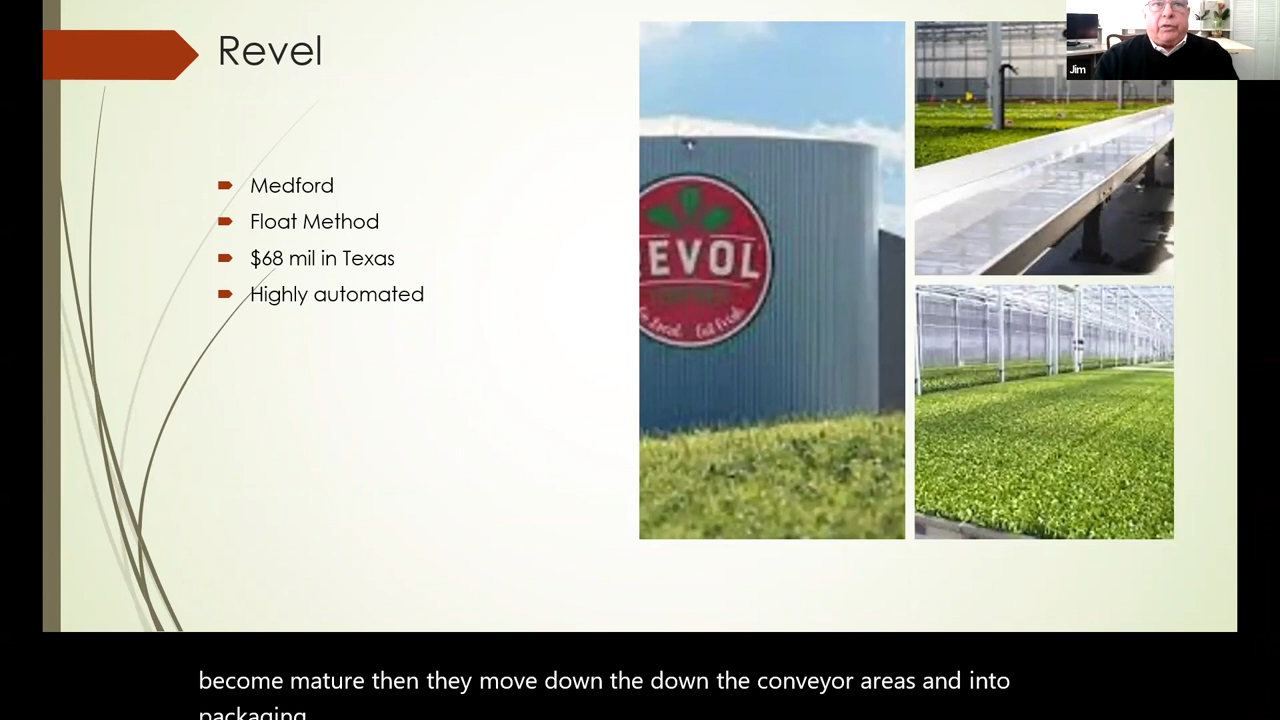 Revel
Jim
Medford
Float Method
$68 mil in Texas
Highly automated
EVOL
become mature then they move down the down the conveyor areas and into
packaging